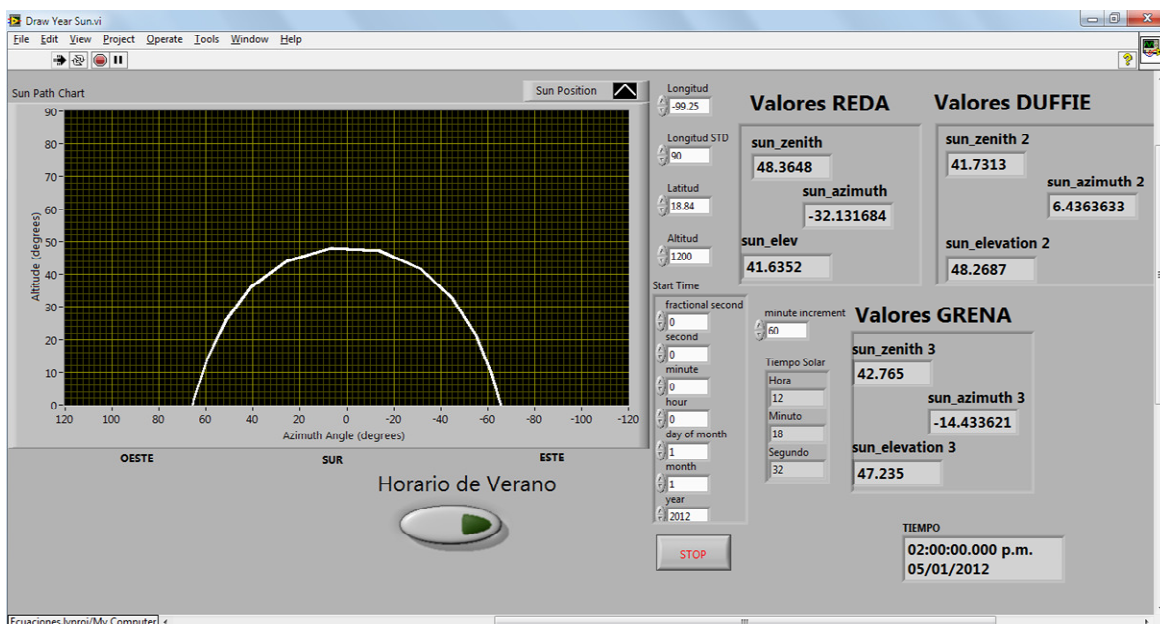 Draw Year Sun.vi
File Edit View Project Operate Tools Window Help
Sun Path Chart
Sun Position
Altitude (degrees)
90
80
70
60
50
40
30
20
10
0
120 100 80 60 40 20 0 -20 -40 -60 -80 -100 -120
Azimuth Angle (degrees)
OESTE SUR ESTE
Horario de Verano
Longitud
-99.25
Longitud STD
90
Latitud
18.84
Altitud
1200
Start Time
fractional second
0
second
0
minute
0
hour
0
day of month
1
month
1
year
2012
STOP
Valores REDA
sun_zenith
48.3648
sun_azimuth
-32.131684
sun_elev
41.6352
Valores DUFFIE
sun_zenith 2
41.7313
sun_azimuth 2
6.4363633
sun_elevation 2
48.2687
minute increment
60
Tiempo Solar
Hora
12
Minuto
18
Segundo
32
Valores GRENA
sun_zenith 3
42.765
sun_azimuth 3
-14.433621
sun_elevation 3
47.235
TIEMPO
02:00:00.000 p.m.
05/01/2012
Ecuaciones.lvproj/My Computer